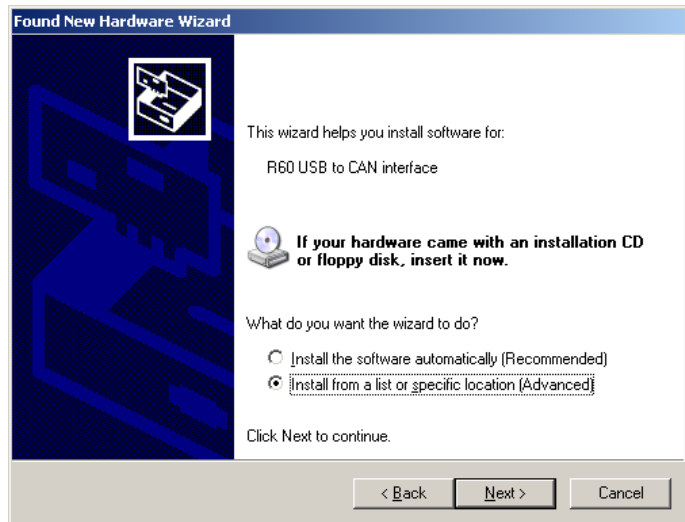 Found New Hardware Wizard
This wizard helps you install software for:
R60 USB to CAN interface
If your hardware came with an installation CD
or floppy disk, insert it now.
What do you want the wizard to do?
Install the software automatically (Recommended)
Install from a list or specific location (Advanced)
Click Next to continue.
< Back Next > Cancel